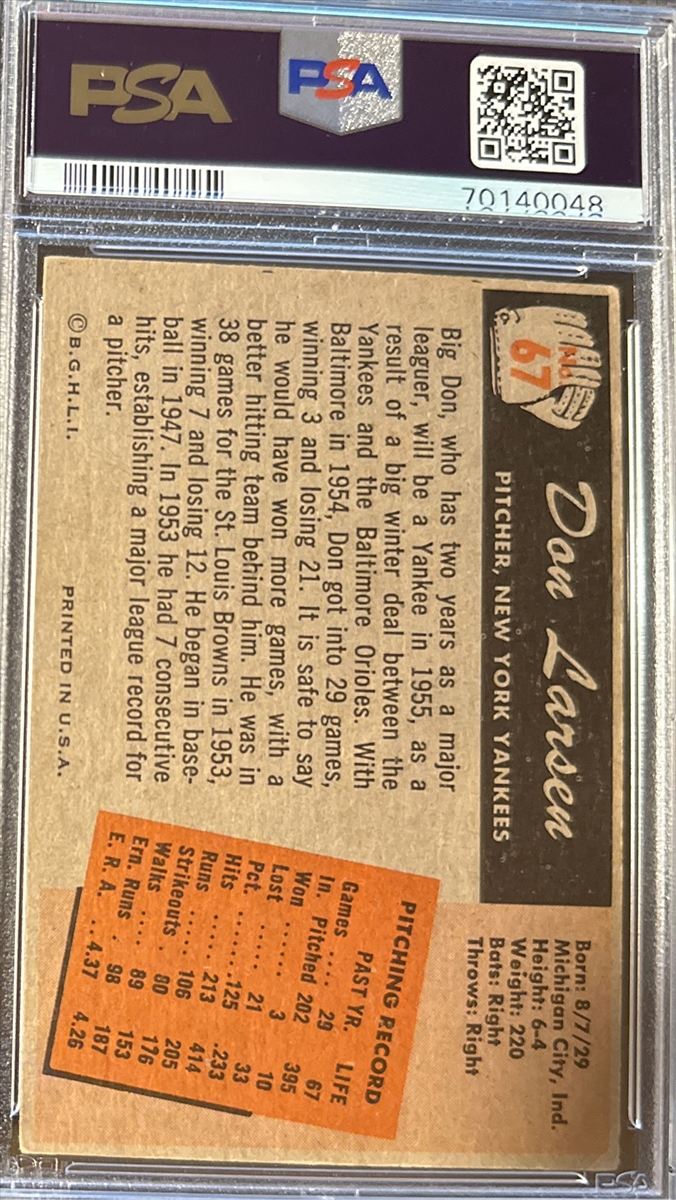 PSA
PSA
70140048
No
67
Don Larsen
PITCHER, NEW YORK YANKEES
Born: 8/7/29
Michigan City, Ind.
Height: 6-4
Weight: 220
Bats: Right
Throws: Right
Big Don, who has two years as a major
leaguer, will be a Yankee in 1955, as a
result of a big winter deal between the
Yankees and the Baltimore Orioles. With
Baltimore in 1954, Don got into 29 games,
winning 3 and losing 21. It is safe to say
he would have won more games, with a
better hitting team behind him. He was in
38 games for the St. Louis Browns in 1953,
winning 7 and losing 12. He began in base-
ball in 1947. In 1953 he had 7 consecutive
hits, establishing a major league record for
a pitcher.
©B.G.H.L.I.
PRINTED IN U.S.A.
PITCHING RECORD
PAST YR. LIFE
Games .... 29 67
In. Pitched 202 395
Won ...... 3 10
Lost ..... 21 33
Pct. .......125 .233
Hits ...... 213 414
Runs ..... 106 205
Strikeouts . 80 176
Walks .... 89 153
Ern. Runs . 98 187
E. R. A. .. 4.37 4.26
PSA